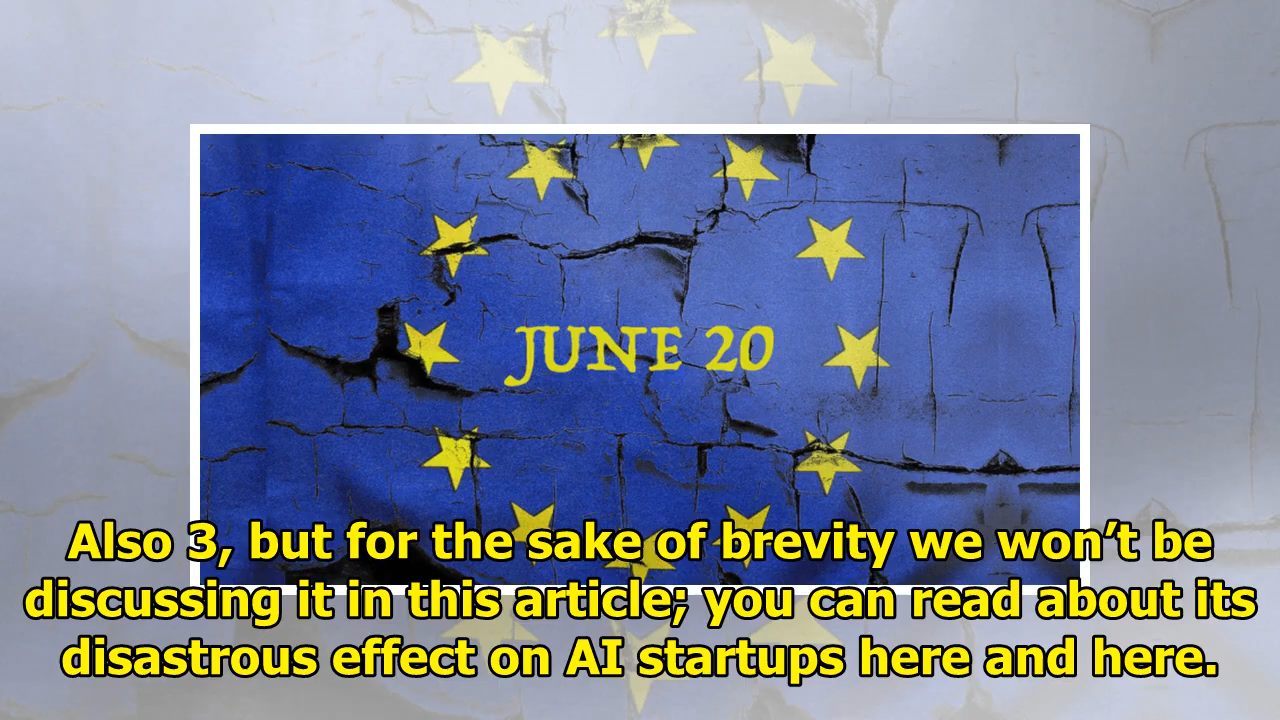 JUNE 20
Also 3, but for the sake of brevity we won’t be
discussing it in this article; you can read about its
disastrous effect on AI startups here and here.